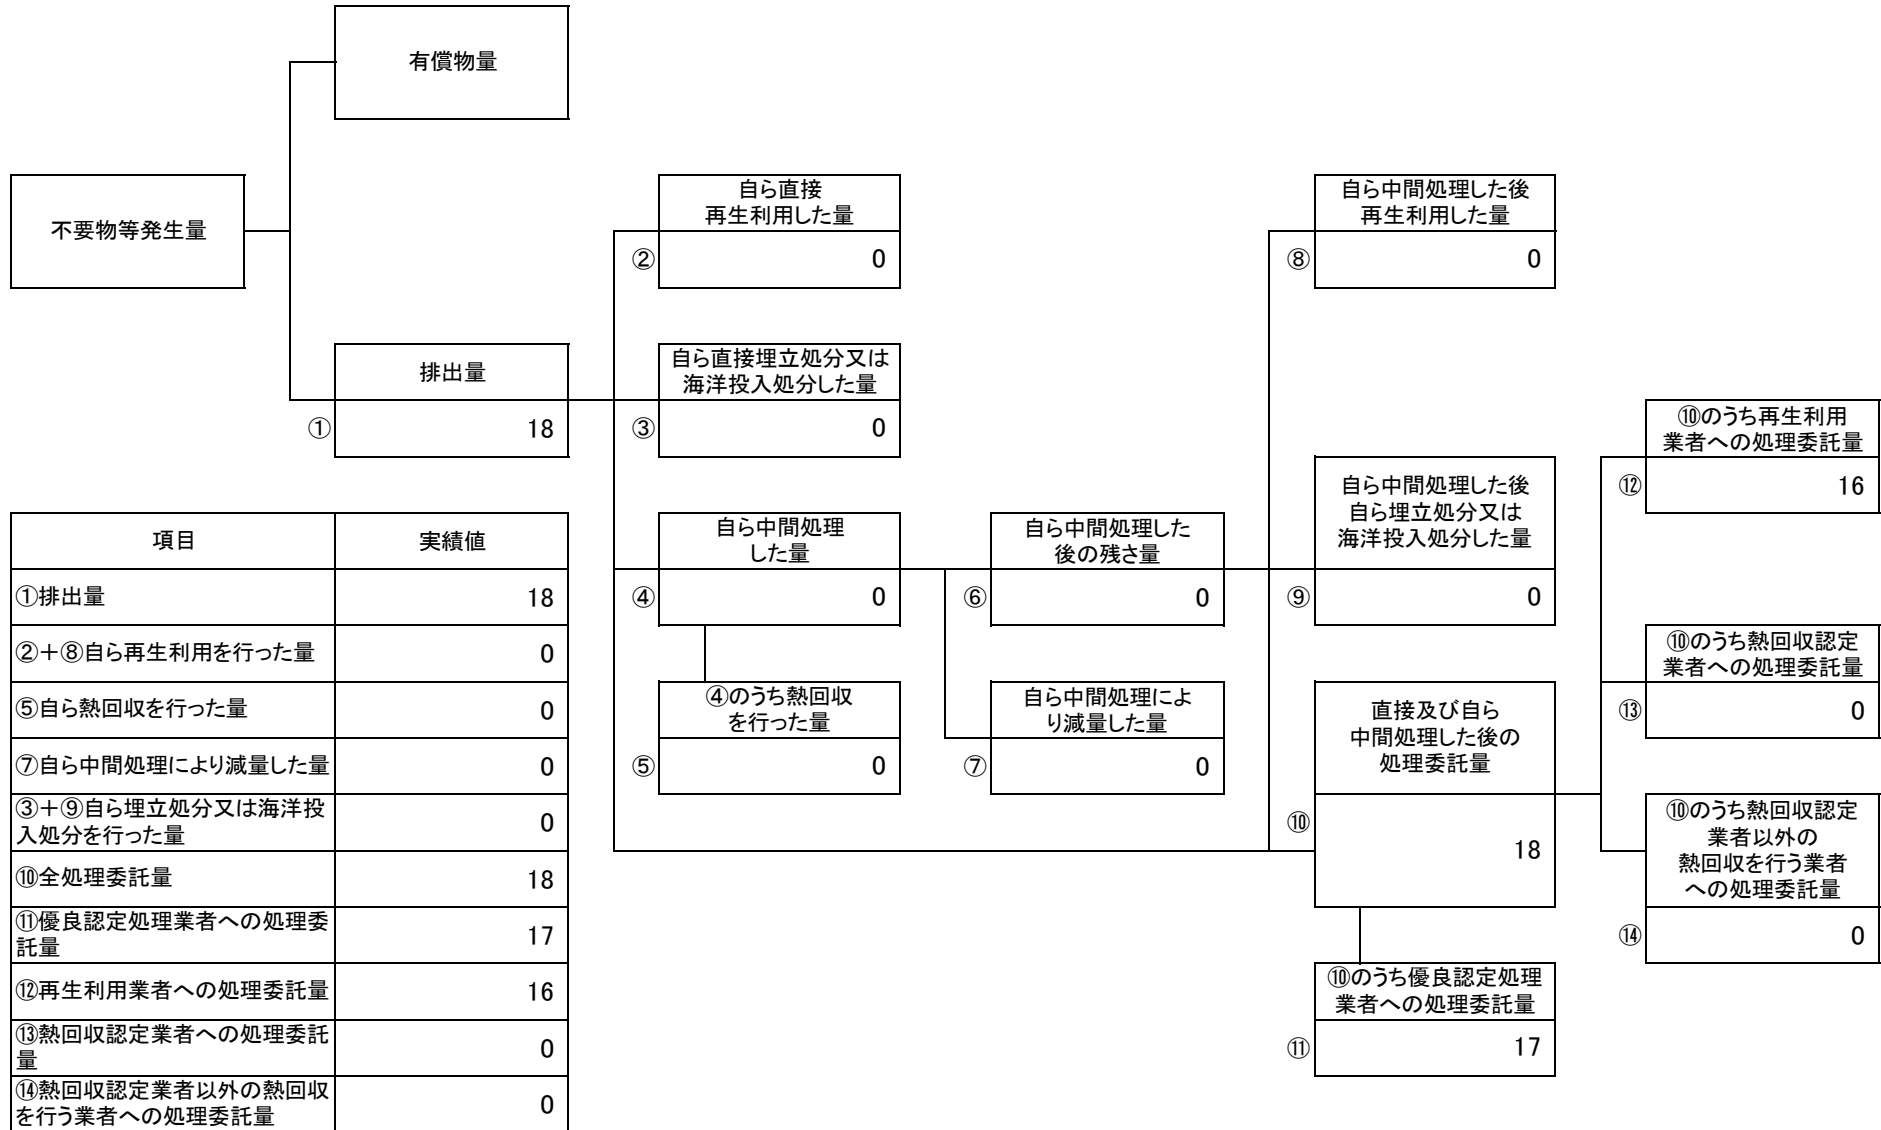 有償物量
不要物等発生量
排出量
①
18
自ら直接
再生利用した量
②
0
自ら直接埋立処分又は
海洋投入処分した量
③
0
自ら中間処理
した量
④
0
④のうち熱回収
を行った量
⑤
0
自ら中間処理した
後の残さ量
⑥
0
自ら中間処理によ
り減量した量
⑦
0
自ら中間処理した後
再生利用した量
⑧
0
自ら中間処理した後
自ら埋立処分又は
海洋投入処分した量
⑨
0
直接及び自ら
中間処理した後の
処理委託量
⑩
18
⑩のうち優良認定処理
業者への処理委託量
⑪
17
⑩のうち再生利用
業者への処理委託量
⑫
16
⑩のうち熱回収認定
業者への処理委託量
⑬
0
⑩のうち熱回収認定
業者以外の
熱回収を行う業者
への処理委託量
⑭
0
項目 実績値
①排出量 18
②+⑧自ら再生利用を行った量 0
⑤自ら熱回収を行った量 0
⑦自ら中間処理により減量した量 0
③+⑨自ら埋立処分又は海洋投
入処分を行った量 0
⑩全処理委託量 18
⑪優良認定処理業者への処理委
託量 17
⑫再生利用業者への処理委託量 16
⑬熱回収認定業者への処理委託
量 0
⑭熱回収認定業者以外の熱回収
を行う業者への処理委託量 0